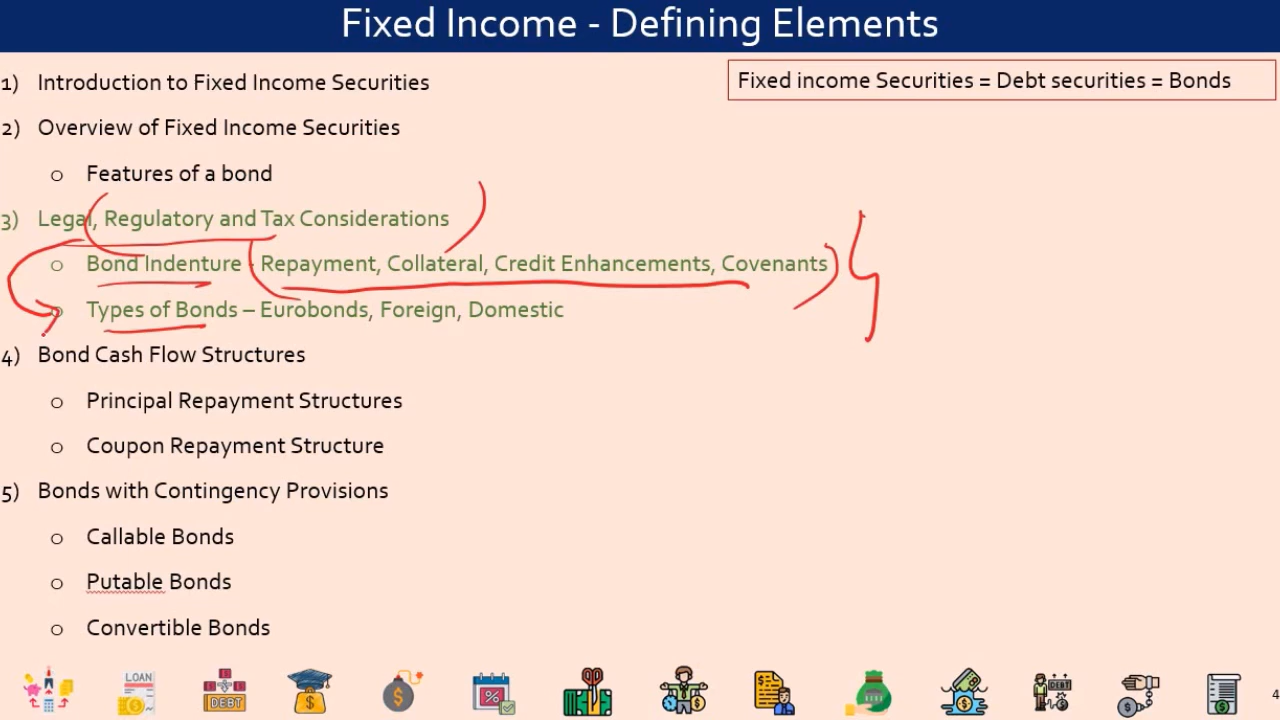 Fixed Income - Defining Elements
1) Introduction to Fixed Income Securities
Fixed income Securities = Debt securities = Bonds
2) Overview of Fixed Income Securities
o Features of a bond
3) Legal, Regulatory and Tax Considerations
o Bond Indenture - Repayment, Collateral, Credit Enhancements, Covenants
o Types of Bonds – Eurobonds, Foreign, Domestic
4) Bond Cash Flow Structures
o Principal Repayment Structures
o Coupon Repayment Structure
5) Bonds with Contingency Provisions
o Callable Bonds
o Putable Bonds
o Convertible Bonds
LOAN
DEBT
DEBT
4